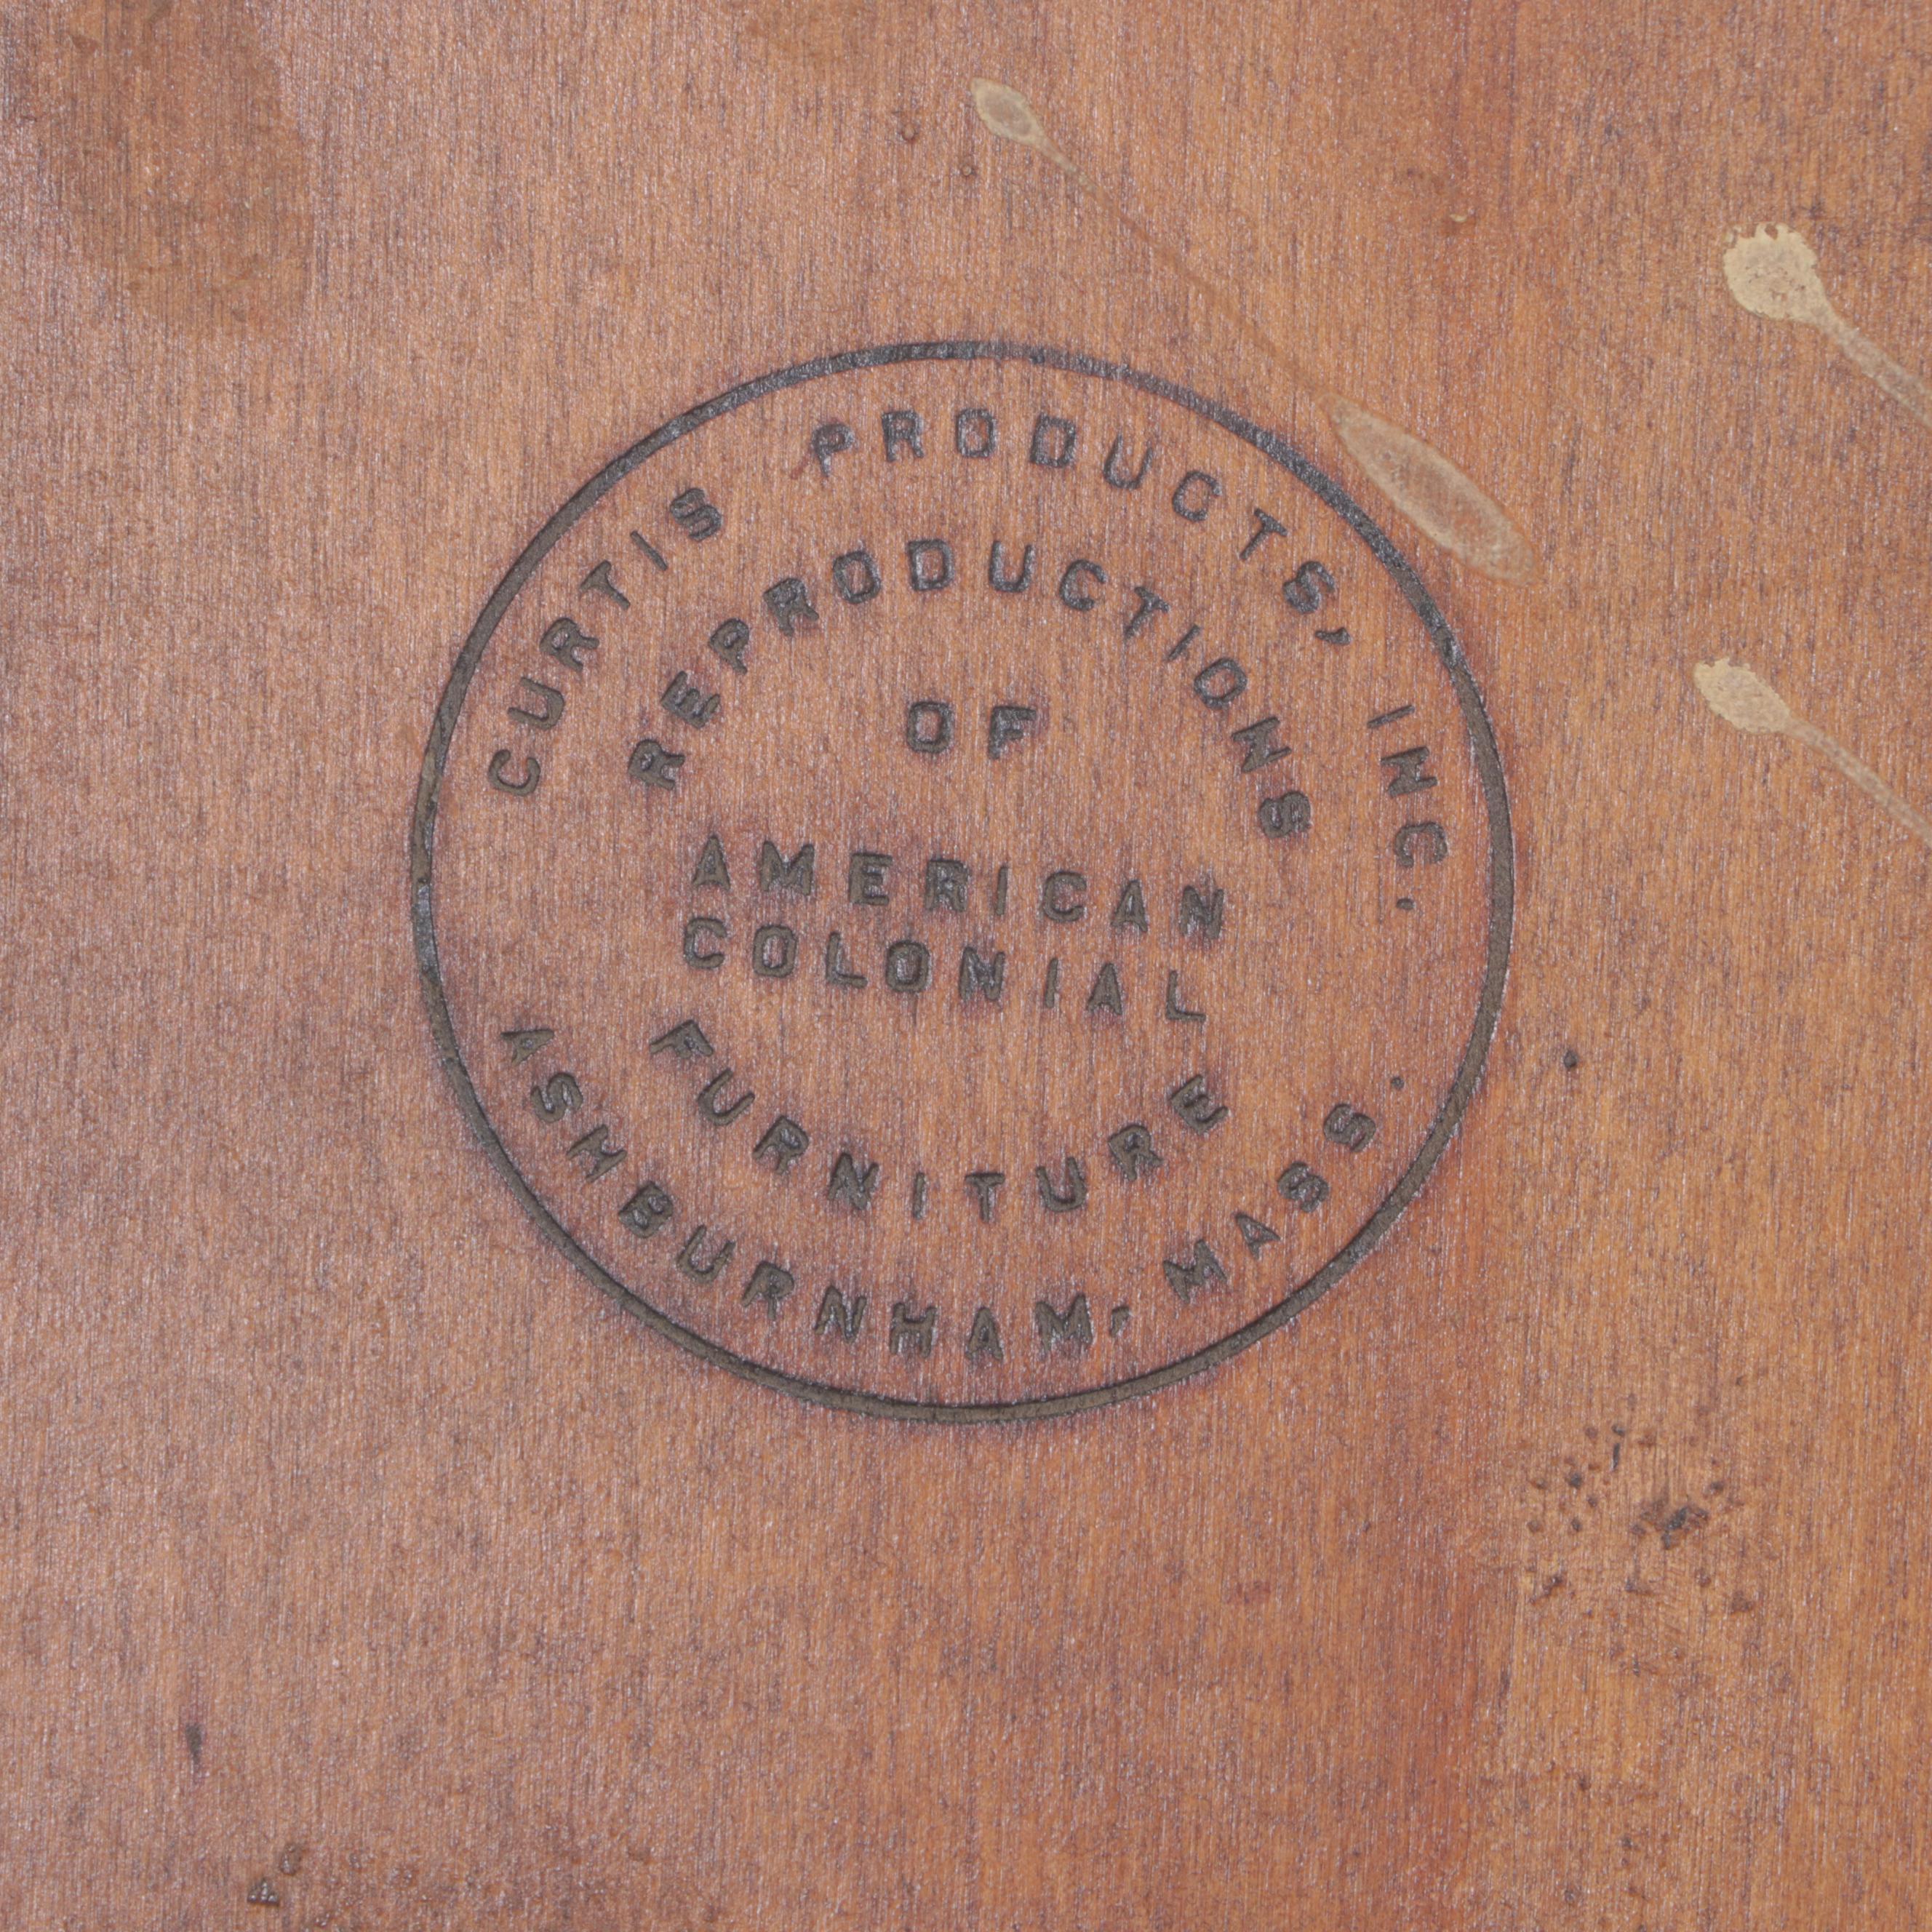 CURTIS PRODUCTS, INC.
REPRODUCTIONS
OF
AMERICAN
COLONIAL
FURNITURE
ASHBURNHAM, MASS.